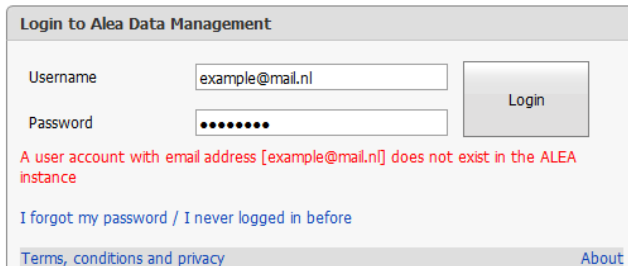 Login to Alea Data Management
Username example@mail.nl
Login
Password ●●●●●●●●
A user account with email address [example@mail.nl] does not exist in the ALEA
instance
I forgot my password / I never logged in before
Terms, conditions and privacy About